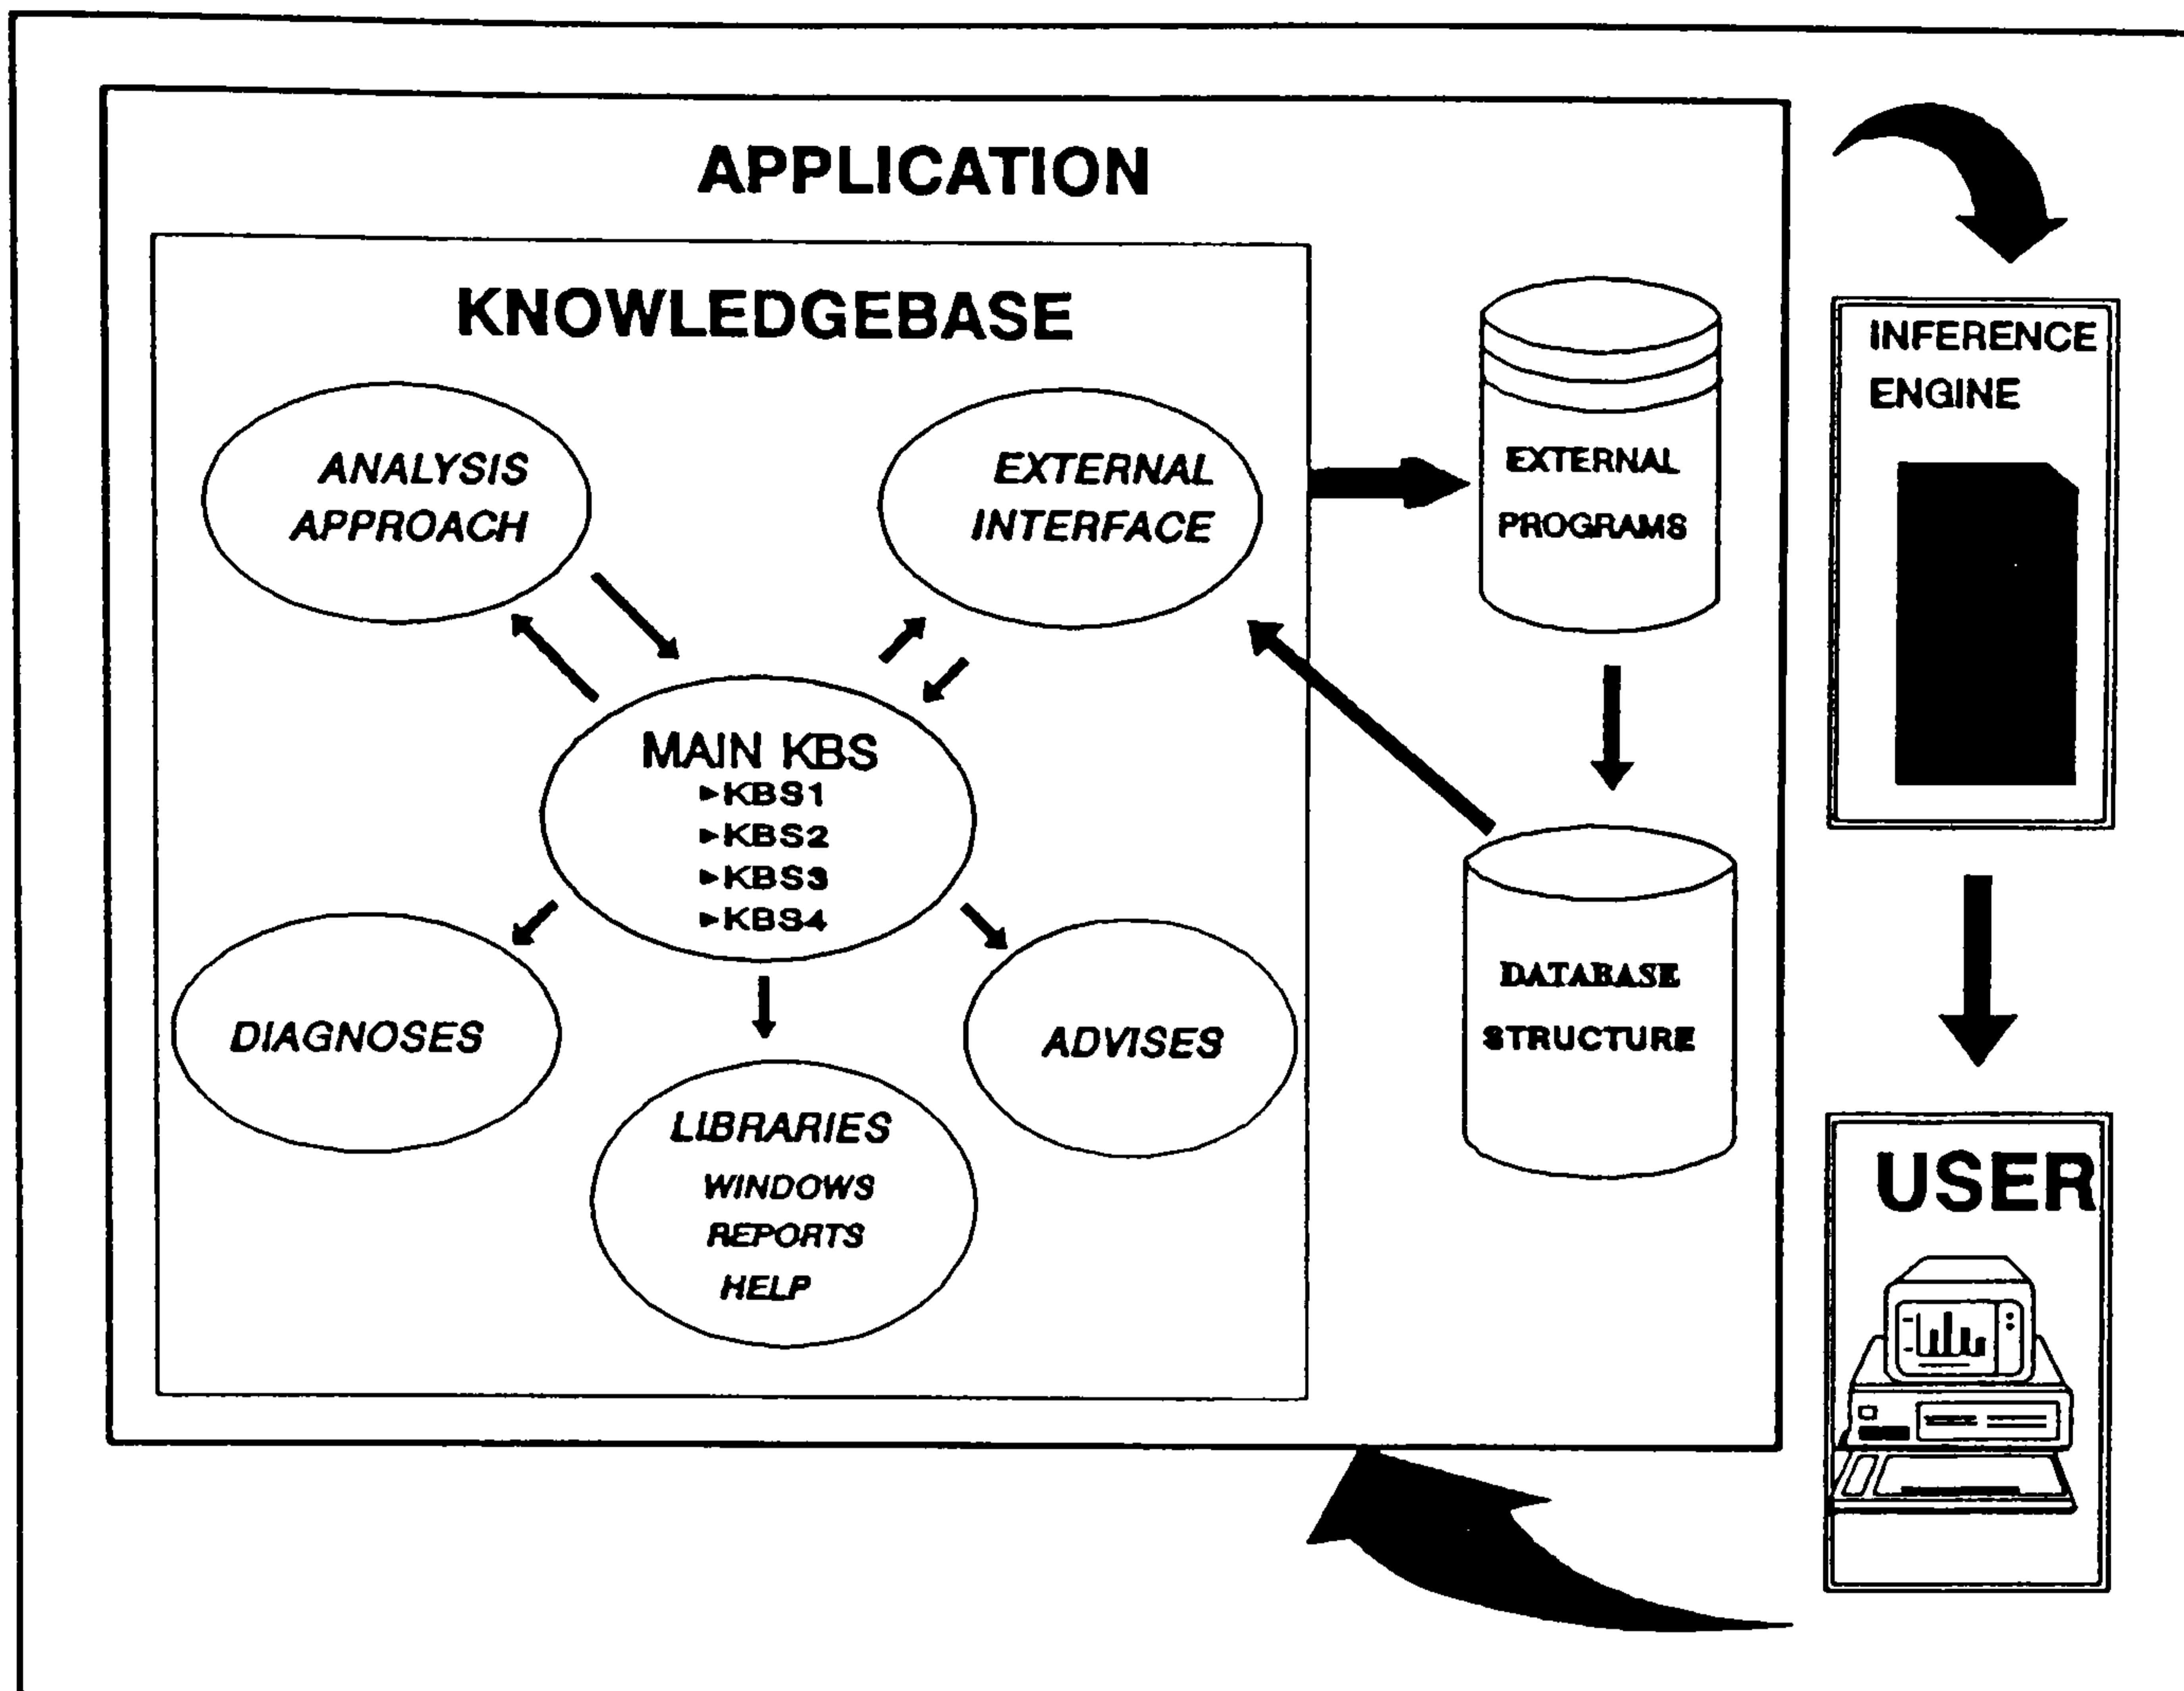 APPLICATION
KNOWLEDGEBASE
ANALYSIS
APPROACH
EXTERNAL
INTERFACE
MAIN KBS
▸KBS1
▸KBS2
▸KBS3
▸KBS4
DIAGNOSES
ADVISES
LIBRARIES
WINDOWS
REPORTS
HELP
EXTERNAL
PROGRAMS
DATABASE
STRUCTURE
INFERENCE
ENGINE
USER